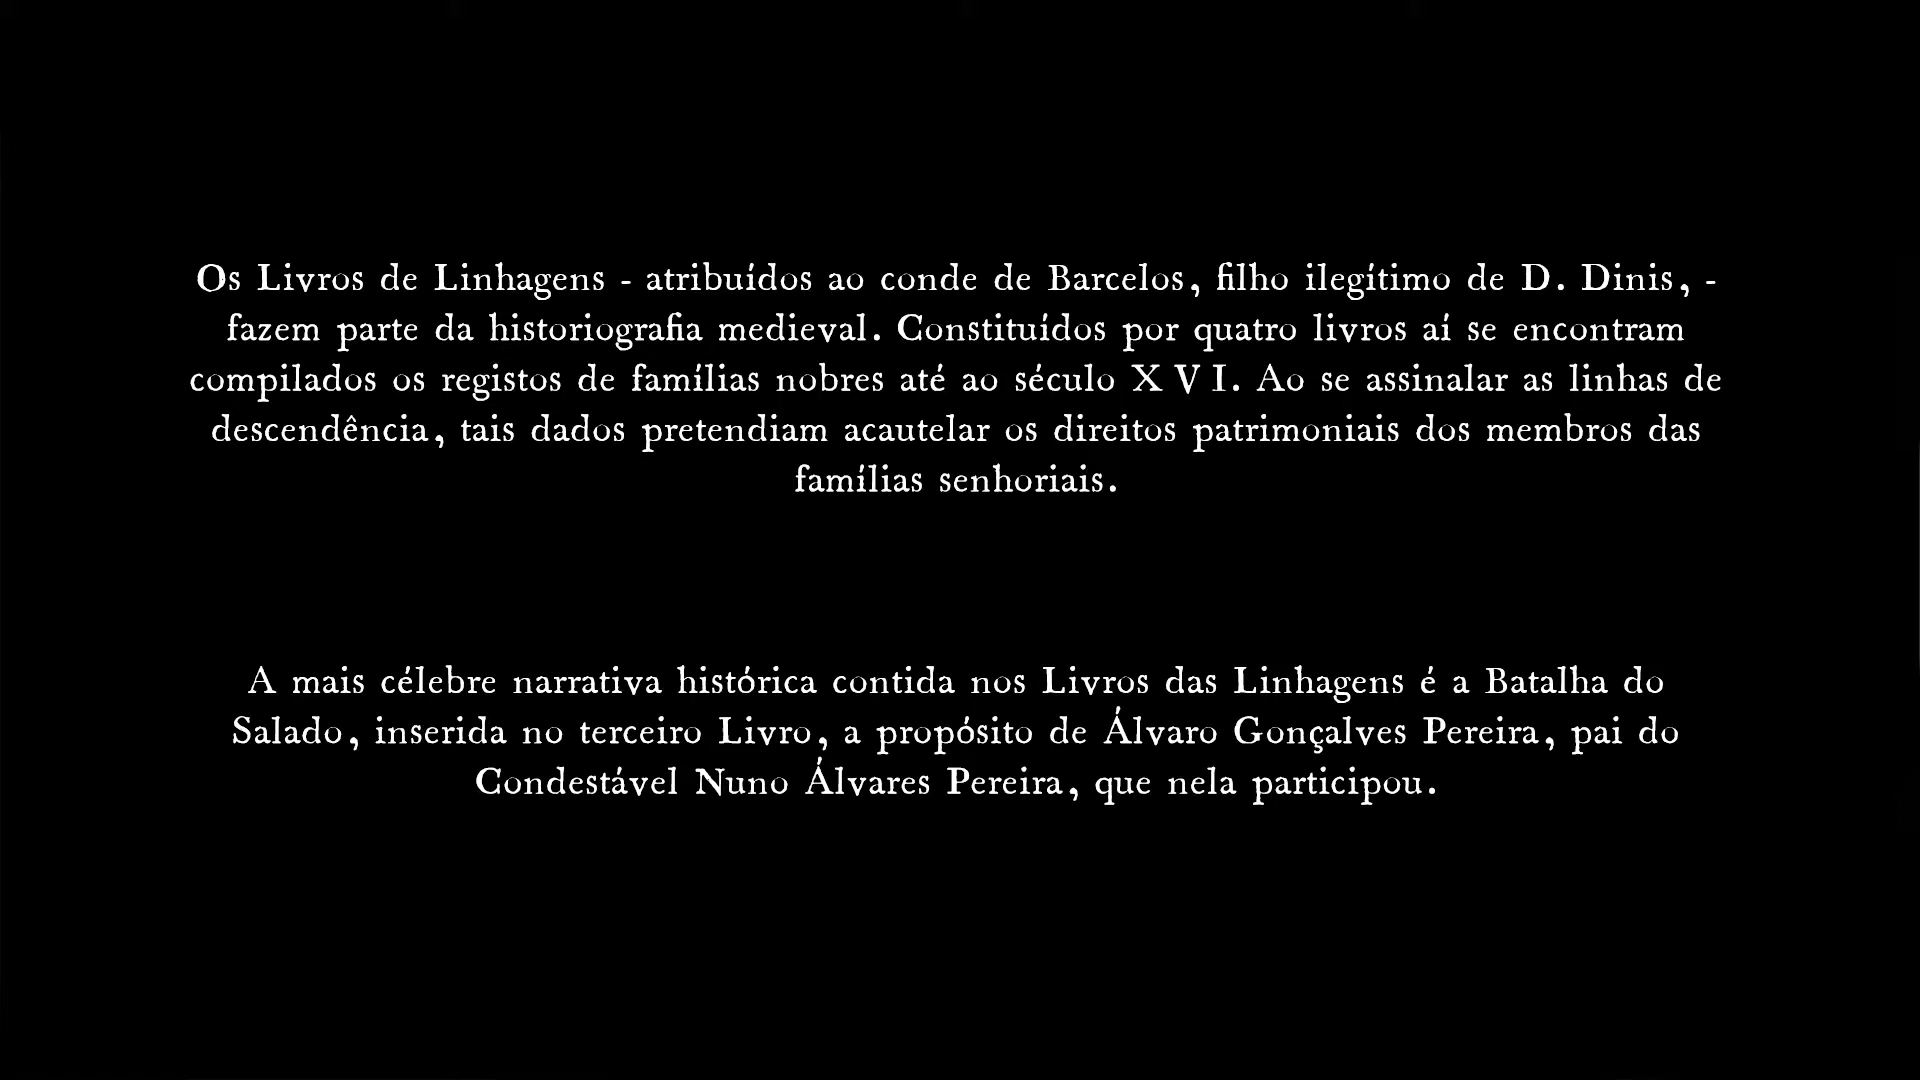 Os Livros de Linhagens - atribuídos ao conde de Barcelos, filho ilegítimo de D. Dinis, -
fazem parte da historiografia medieval. Constituídos por quatro livros aí se encontram
compilados os registos de famílias nobres até ao século XVI. Ao se assinalar as linhas de
descendência, tais dados pretendiam acautelar os direitos patrimoniais dos membros das
famílias senhoriais.
A mais célebre narrativa histórica contida nos Livros das Linhagens é a Batalha do
Salado, inserida no terceiro Livro, a propósito de Álvaro Gonçalves Pereira, pai do
Condestável Nuno Álvares Pereira, que nela participou.